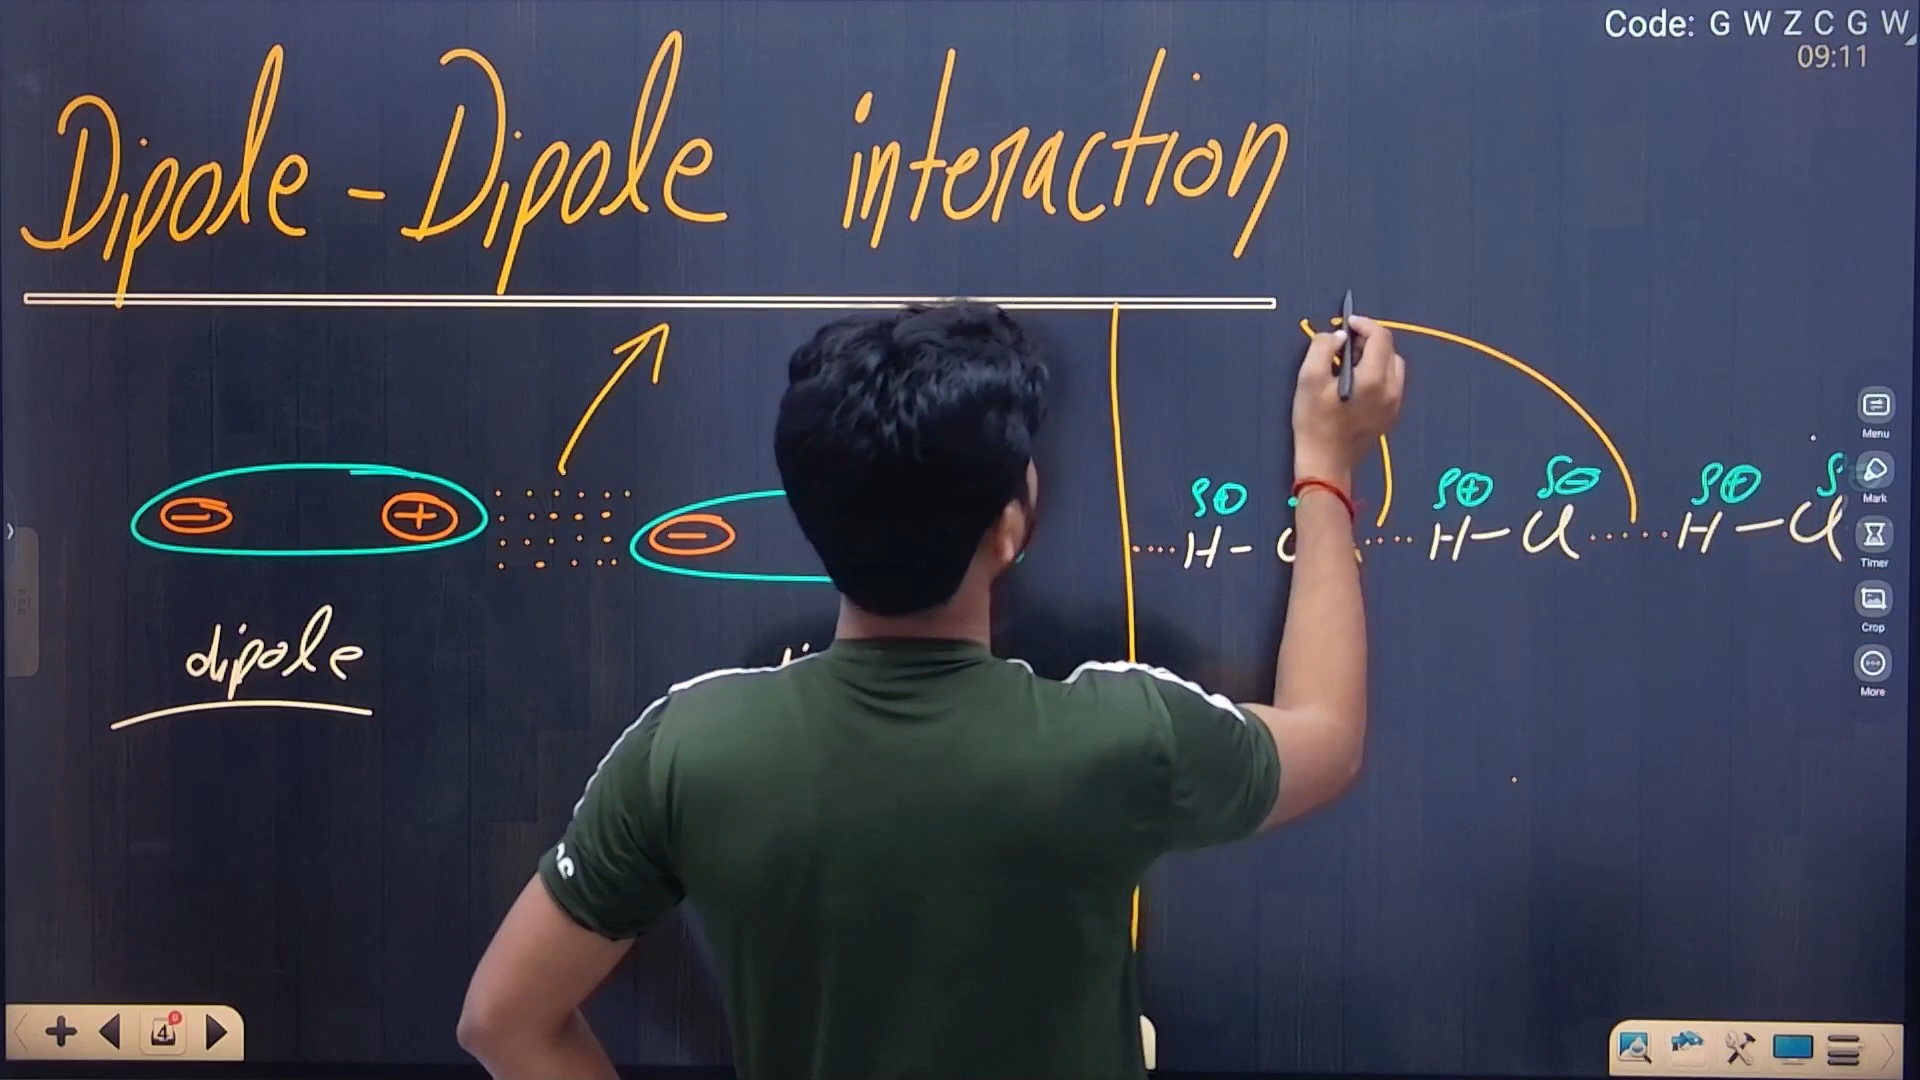 Code: G W Z C G W
09:11
Dipole - Dipole interaction
- + -
δ+ δ+ δ- δ+ δ
.... H - ..... H - Cl ..... H - Cl
dipole
Menu
Mark
Timer
Crop
More
4